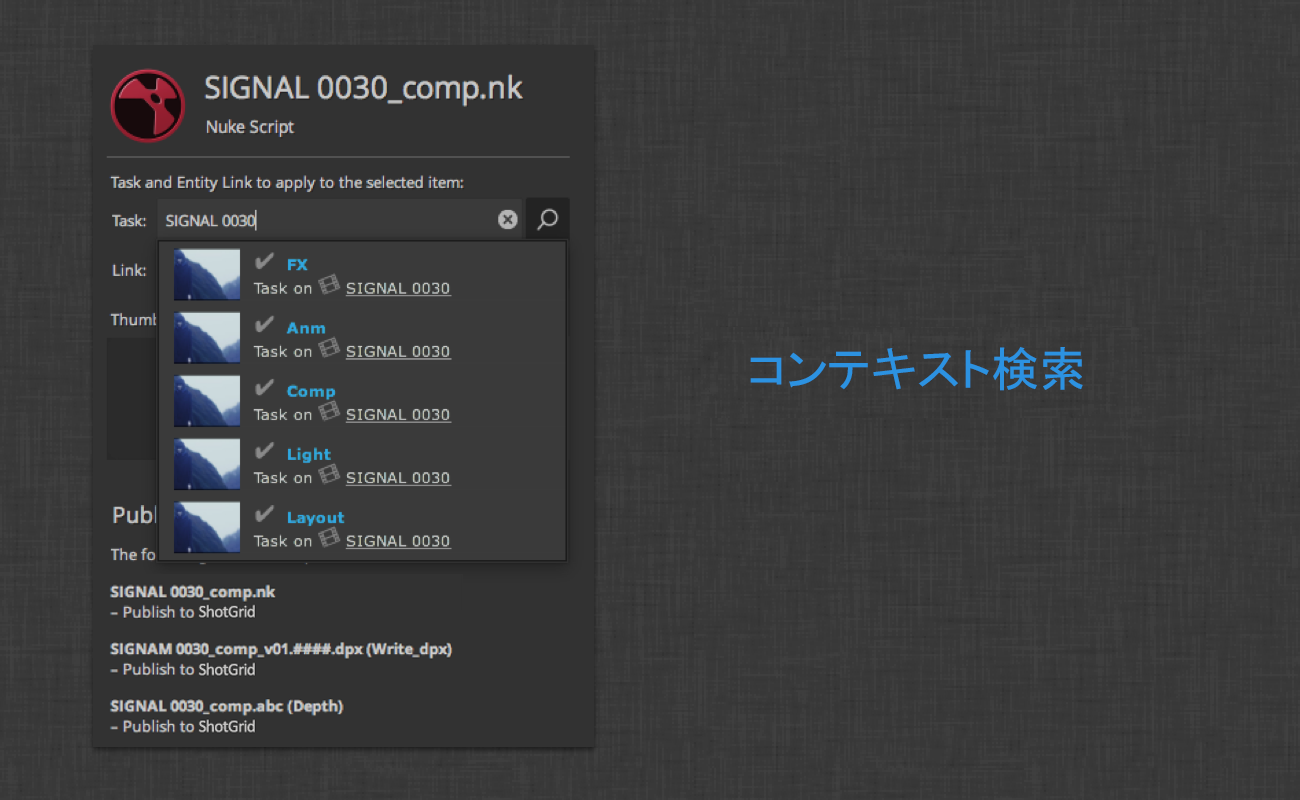 SIGNAL 0030_comp.nk
Nuke Script
Task and Entity Link to apply to the selected item:
Task: SIGNAL 0030
FX
Task on SIGNAL 0030
Link:
Anm
Task on SIGNAL 0030
Comp
Task on SIGNAL 0030
Light
Task on SIGNAL 0030
Layout
Task on SIGNAL 0030
The
SIGNAL 0030_comp.nk
– Publish to ShotGrid
SIGNAM 0030_comp_v01.####.dpx (Write_dpx)
– Publish to ShotGrid
SIGNAL 0030_comp.abc (Depth)
– Publish to ShotGrid
コンテキスト検索